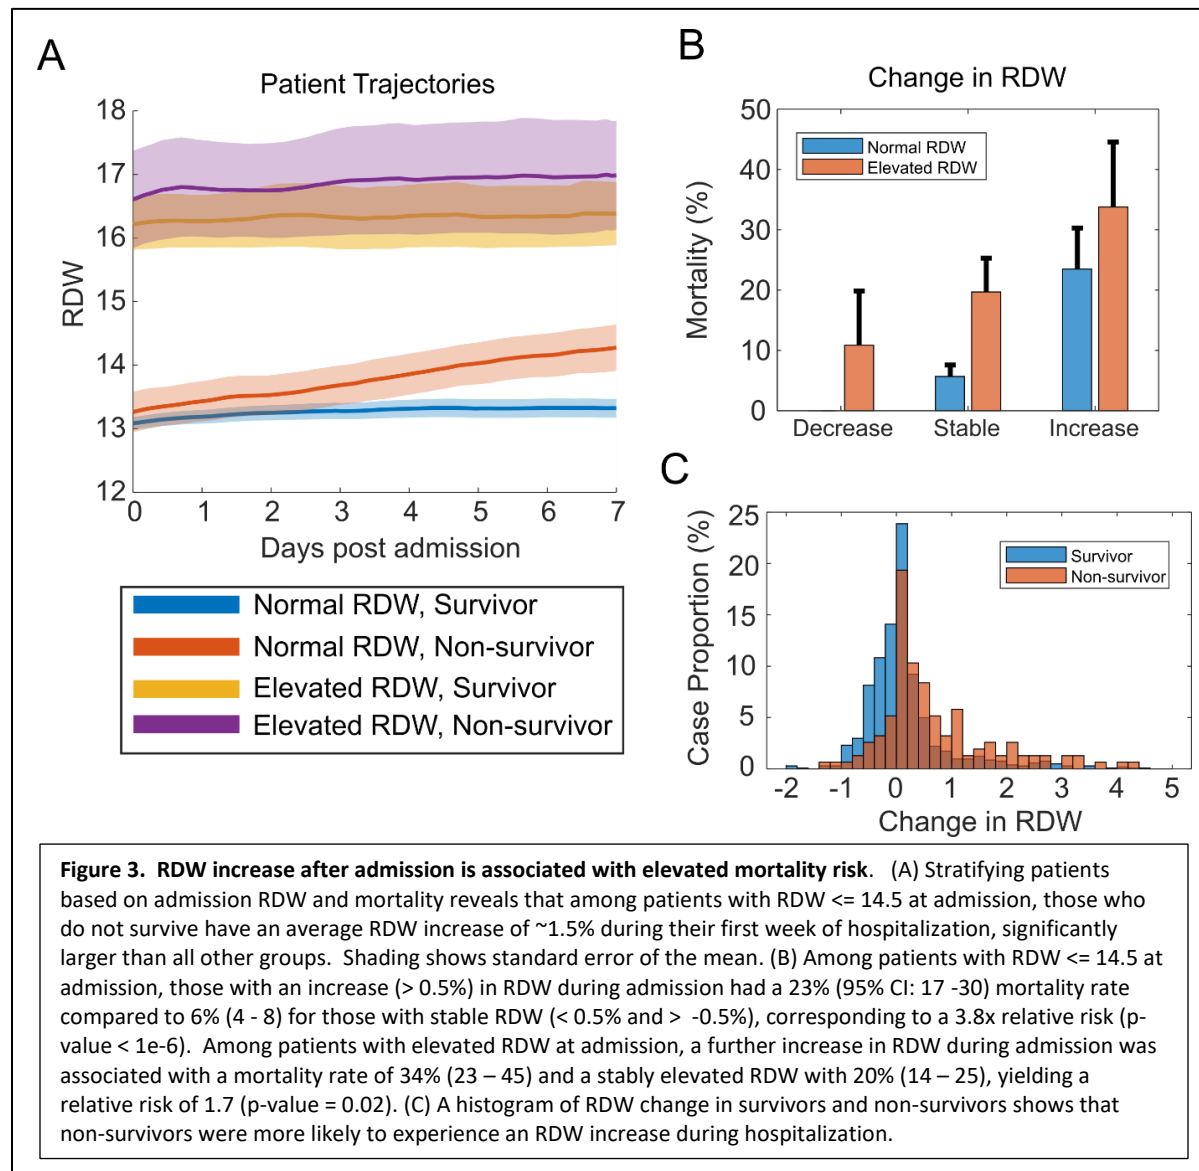 A
Patient Trajectories
18
17
16
15
14
13
12
RDW
0 1 2 3 4 5 6 7
Days post admission
Normal RDW, Survivor
Normal RDW, Non-survivor
Elevated RDW, Survivor
Elevated RDW, Non-survivor
B
Change in RDW
50
40
30
20
10
0
Mortality (%)
Normal RDW
Elevated RDW
Decrease Stable Increase
C
25
20
15
10
5
0
Case Proportion (%)
Survivor
Non-survivor
-2 -1 0 1 2 3 4 5
Change in RDW
Figure 3. RDW increase after admission is associated with elevated mortality risk. (A) Stratifying patients
based on admission RDW and mortality reveals that among patients with RDW <= 14.5 at admission, those who
do not survive have an average RDW increase of ~1.5% during their first week of hospitalization, significantly
larger than all other groups. Shading shows standard error of the mean. (B) Among patients with RDW <= 14.5 at
admission, those with an increase (> 0.5%) in RDW during admission had a 23% (95% CI: 17 -30) mortality rate
compared to 6% (4 - 8) for those with stable RDW (< 0.5% and > -0.5%), corresponding to a 3.8x relative risk (p-
value < 1e-6). Among patients with elevated RDW at admission, a further increase in RDW during admission was
associated with a mortality rate of 34% (23 – 45) and a stably elevated RDW with 20% (14 – 25), yielding a
relative risk of 1.7 (p-value = 0.02). (C) A histogram of RDW change in survivors and non-survivors shows that
non-survivors were more likely to experience an RDW increase during hospitalization.